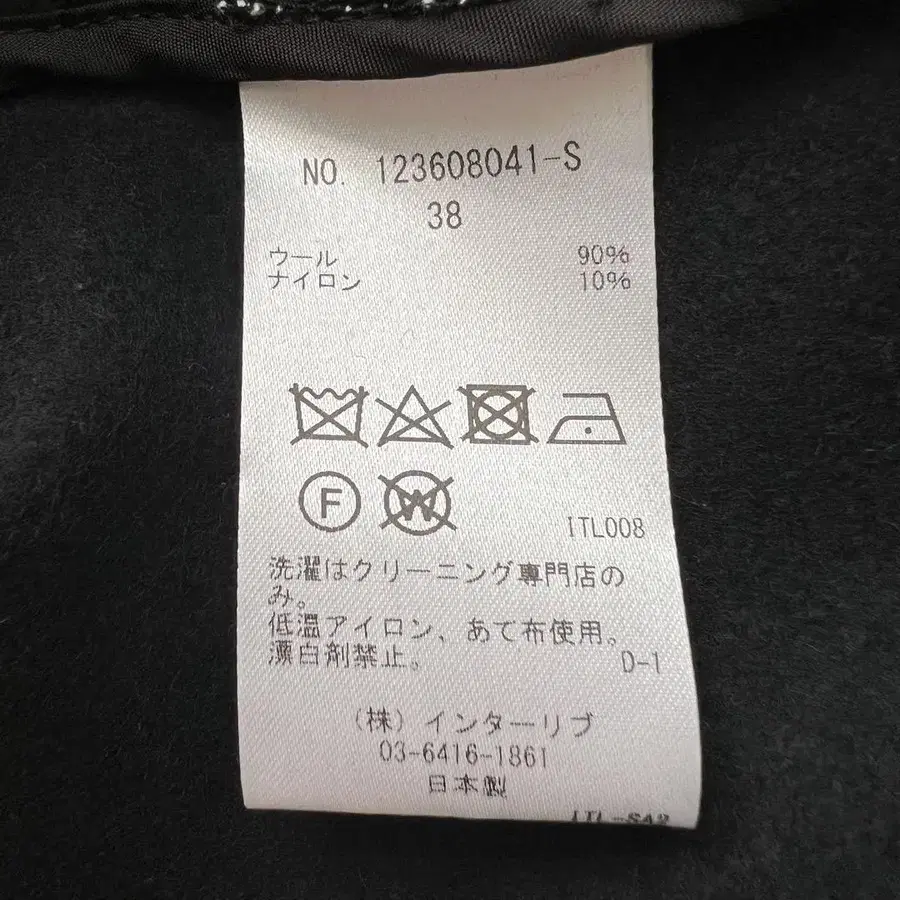 NO. 123608041-S
38
ウール 90%
ナイロン 10%
F W
ITL008
洗濯はクリーニング専門店の
み。
低温アイロン、あて布使用。
漂白剤禁止。 D-1
(株)インターリブ
03-6416-1861
日本製